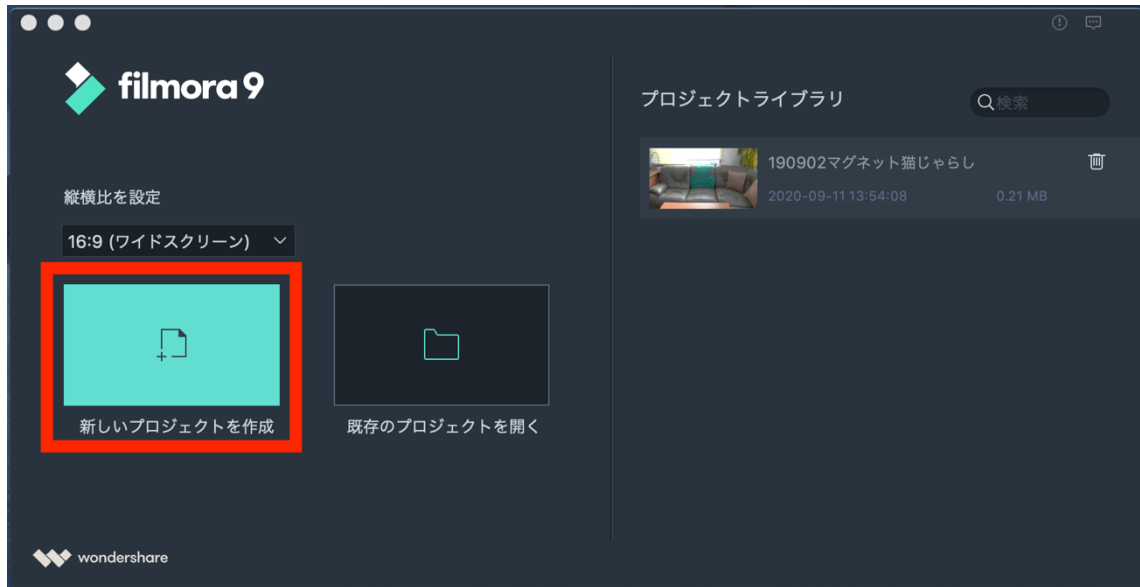 filmora9
縦横比を設定
16:9 (ワイドスクリーン)
新しいプロジェクトを作成
既存のプロジェクトを開く
wondershare
プロジェクトライブラリ
検索
190902マグネット猫じゃらし
2020-09-11 13:54:08
0.21 MB